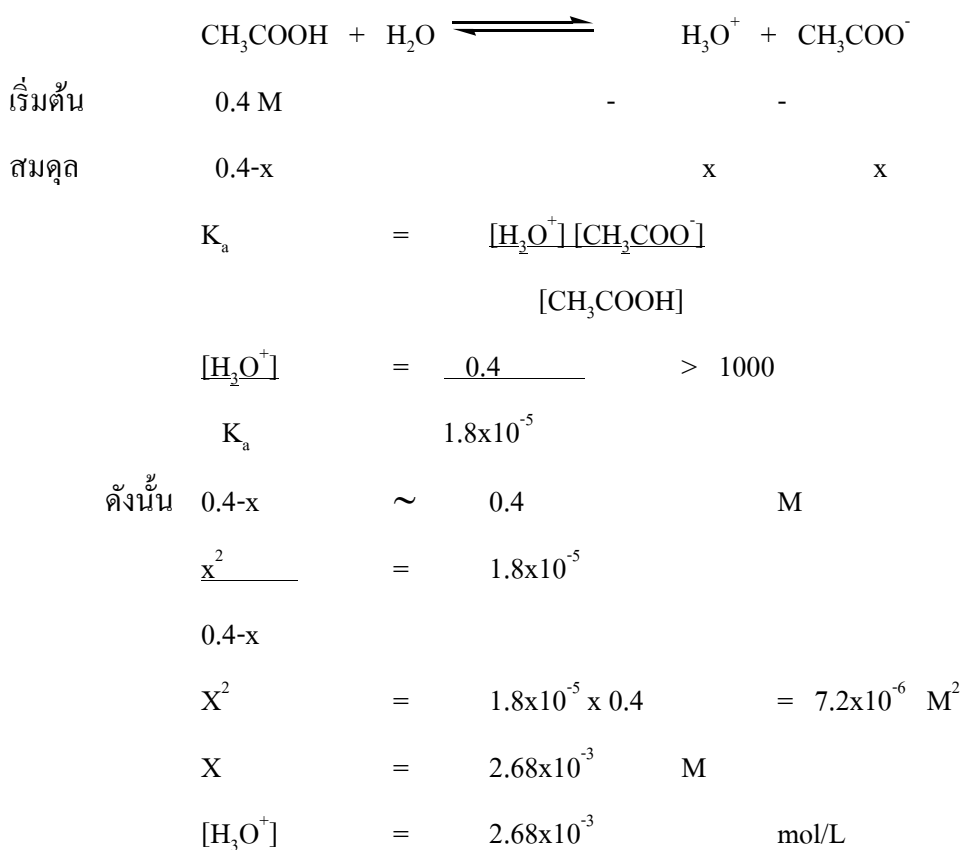 CH₃COOH + H₂O ⇌ H₃O⁺ + CH₃COO⁻
เริ่มต้น 0.4 M - -
สมดุล 0.4-x x x
Kₐ = [H₃O⁺] [CH₃COO⁻]
[CH₃COOH]
[H₃O⁺] = 0.4 > 1000
Kₐ 1.8x10⁻⁵
ดังนั้น 0.4-x ~ 0.4 M
x² = 1.8x10⁻⁵
0.4-x
X² = 1.8x10⁻⁵ x 0.4 = 7.2x10⁻⁶ M²
X = 2.68x10⁻³ M
[H₃O⁺] = 2.68x10⁻³ mol/L